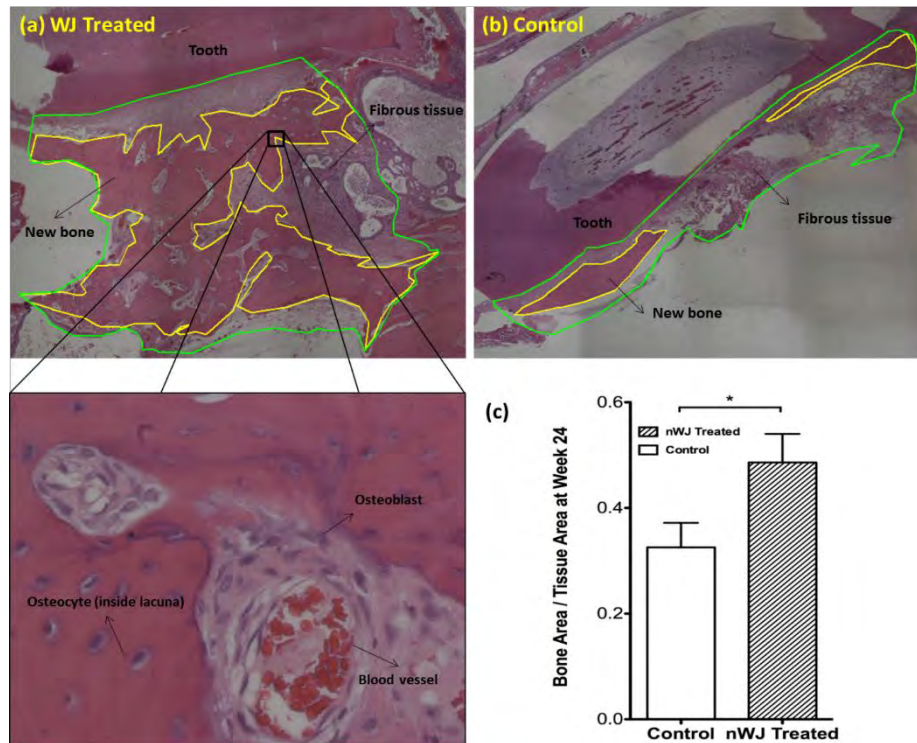 (a) WJ Treated
Tooth
Fibrous tissue
New bone
(b) Control
Tooth
Fibrous tissue
New bone
Osteoblast
Osteocyte (inside lacuna)
Blood vessel
(c)
Bone Area / Tissue Area at Week 24
0.6
0.4
0.2
0.0
*
nWJ Treated
Control
Control
nWJ Treated